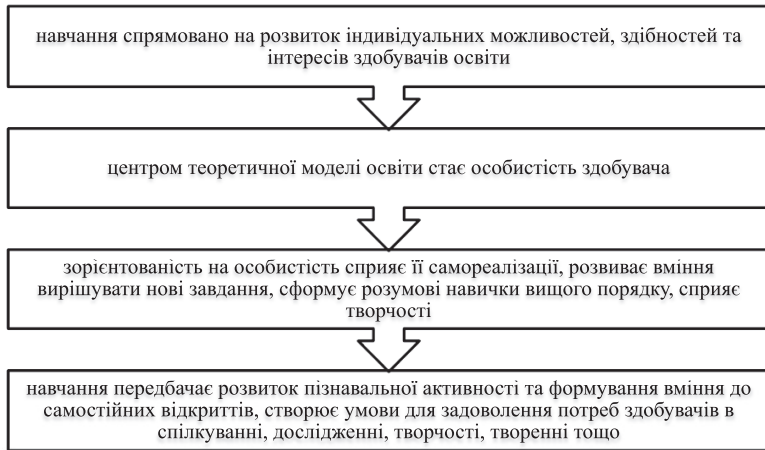 навчання спрямовано на розвиток індивідуальних можливостей, здібностей та
інтересів здобувачів освіти
центром теоретичної моделі освіти стає особистість здобувача
зорієнтованість на особистість сприяє її самореалізації, розвиває вміння
вирішувати нові завдання, сформує розумові навички вищого порядку, сприяє
творчості
навчання передбачає розвиток пізнавальної активності та формування вміння до
самостійних відкриттів, створює умови для задоволення потреб здобувачів в
спілкуванні, дослідженні, творчості, творенні тощо